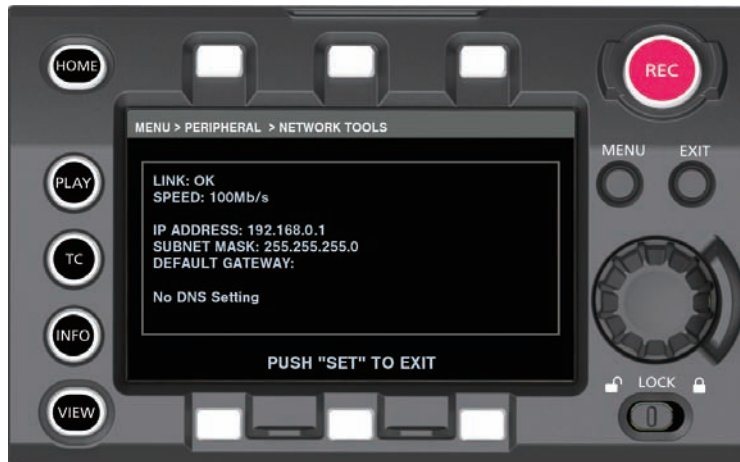 HOME
REC
MENU > PERIPHERAL > NETWORK TOOLS
MENU EXIT
PLAY
LINK: OK
SPEED: 100Mb/s
IP ADDRESS: 192.168.0.1
SUBNET MASK: 255.255.255.0
DEFAULT GATEWAY:
TC
No DNS Setting
INFO
PUSH "SET" TO EXIT
LOCK
VIEW